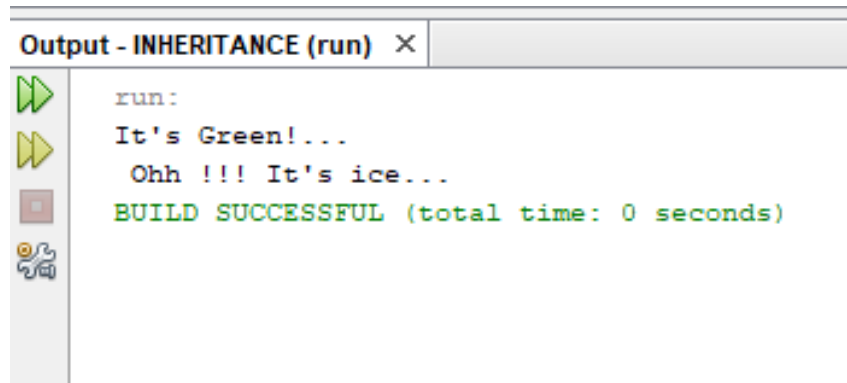 Output - INHERITANCE (run) ×
run:
It's Green!...
 Ohh !!! It's ice...
BUILD SUCCESSFUL (total time: 0 seconds)